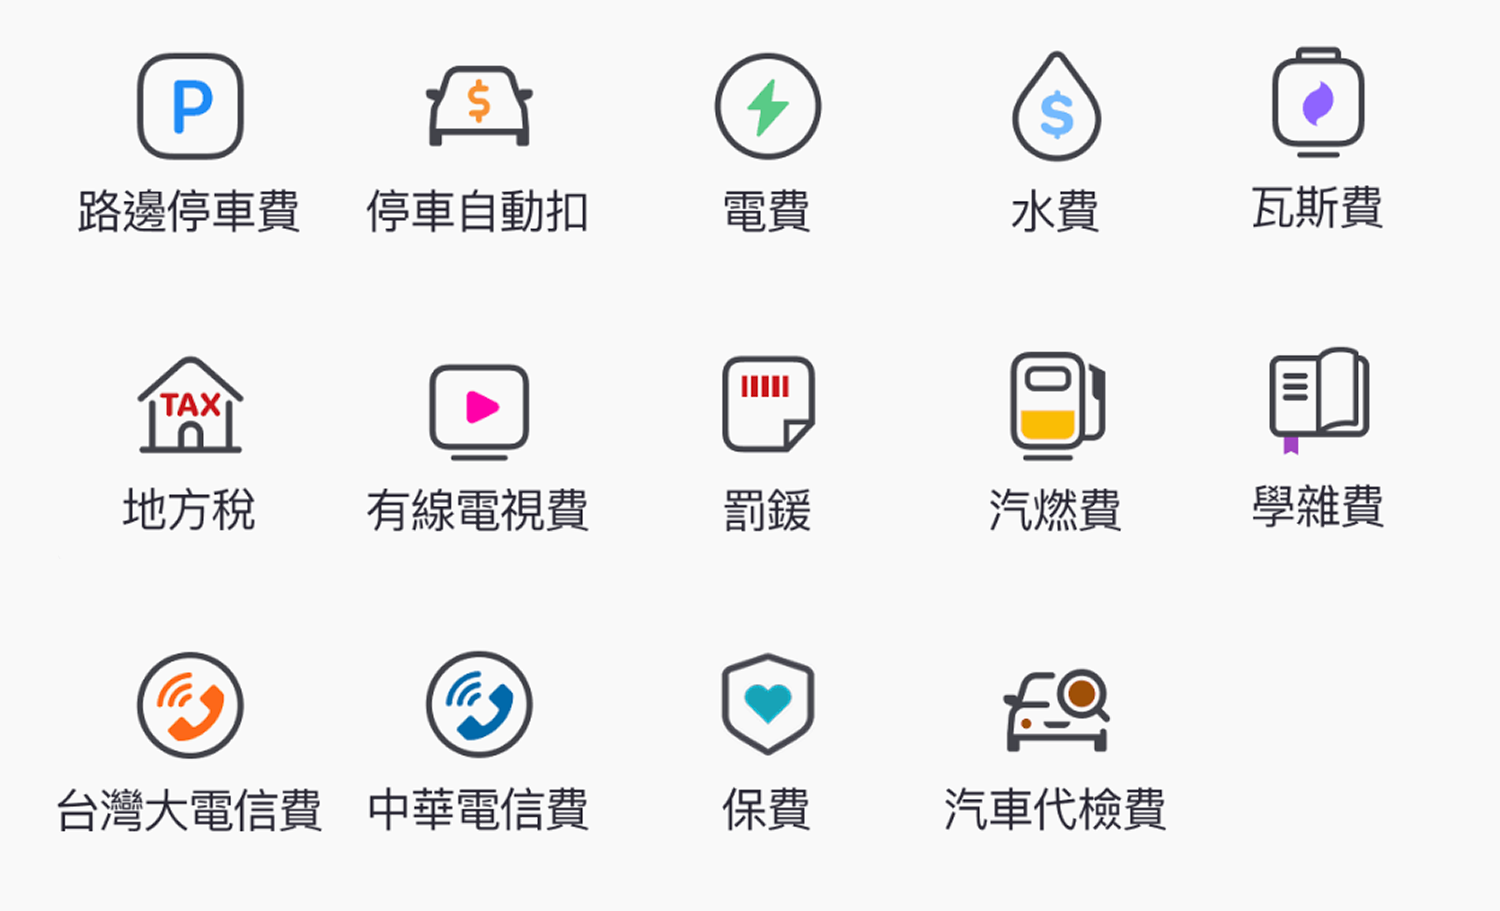 P
$
$
路邊停車費
停車自動扣
電費
水費
瓦斯費
TAX
地方稅
有線電視費
罰鍰
汽燃費
學雜費
台灣大電信費
中華電信費
保費
汽車代檢費